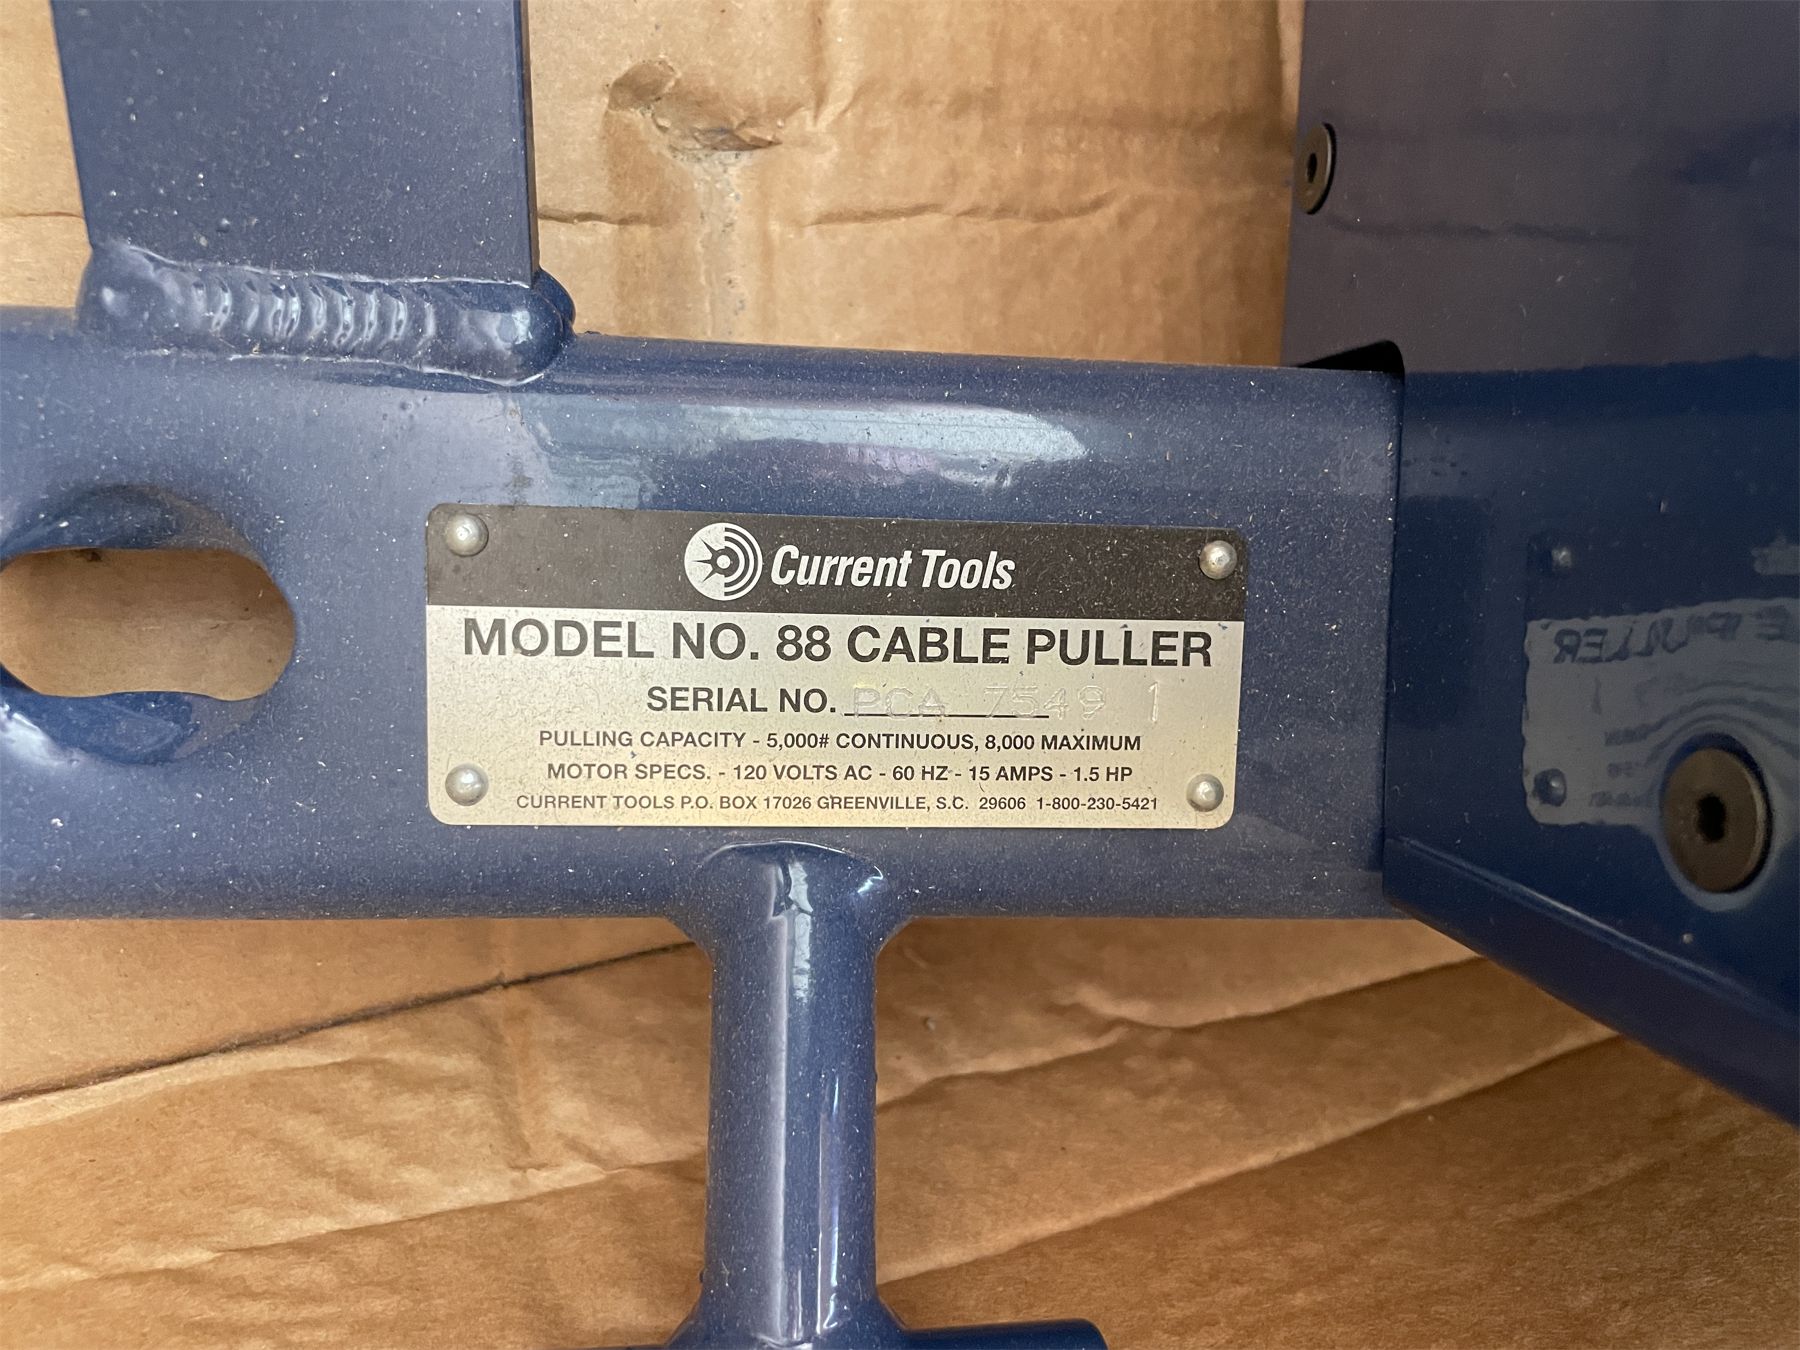 Current Tools
MODEL NO. 88 CABLE PULLER
SERIAL NO. PCA 7549 1
PULLING CAPACITY - 5,000# CONTINUOUS, 8,000 MAXIMUM
MOTOR SPECS. - 120 VOLTS AC - 60 HZ - 15 AMPS - 1.5 HP
CURRENT TOOLS P.O. BOX 17026 GREENVILLE, S.C. 29606 1-800-230-5421